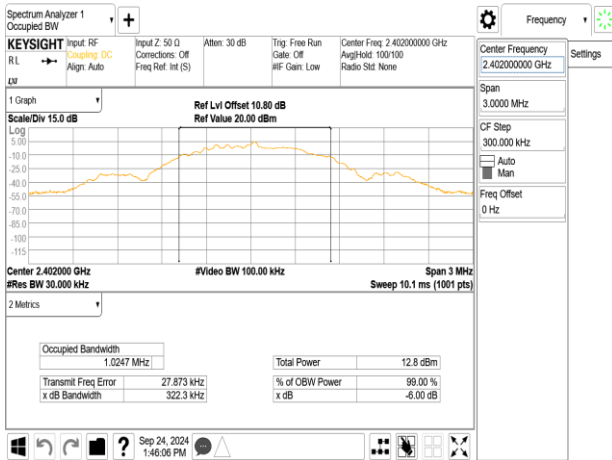 Spectrum Analyzer 1
Occupied BW
+
Frequency
KEYSIGHT
RL
LXI
Input: RF
Coupling: DC
Align: Auto
Input Z: 50 Ω
Corrections: Off
Freq Ref: Int (S)
Atten: 30 dB
Trig: Free Run
Gate: Off
#IF Gain: Low
Center Freq: 2.402000000 GHz
Avg|Hold: 100/100
Radio Std: None
Center Frequency
2.402000000 GHz
Settings
Span
3.0000 MHz
CF Step
300.000 kHz
Auto
Man
Freq Offset
0 Hz
1 Graph
Scale/Div 15.0 dB
Ref Lvl Offset 10.80 dB
Ref Value 20.00 dBm
Log
5.00
-10.0
-25.0
-40.0
-55.0
-70.0
-85.0
-100
-115
Center 2.402000 GHz
#Res BW 30.000 kHz
#Video BW 100.00 kHz
Span 3 MHz
Sweep 10.1 ms (1001 pts)
2 Metrics
Occupied Bandwidth
1.0247 MHz
Transmit Freq Error 27.873 kHz
x dB Bandwidth 322.3 kHz
Total Power 12.8 dBm
% of OBW Power 99.00 %
x dB -6.00 dB
?
Sep 24, 2024
1:46:06 PM